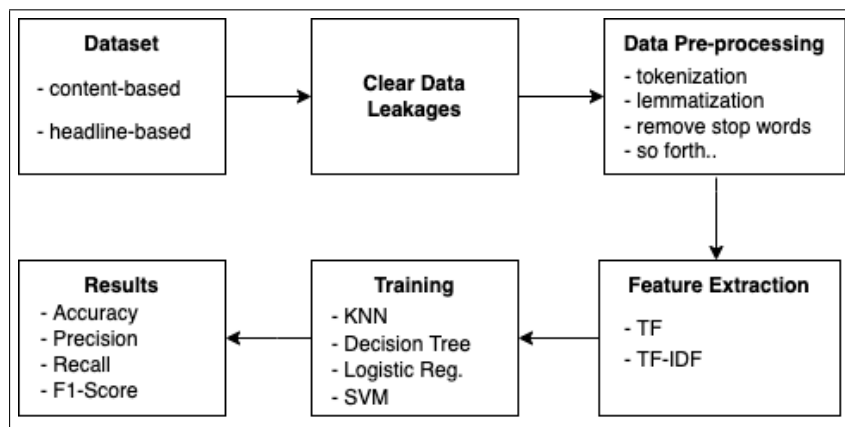 Dataset
- content-based
- headline-based
Clear Data
Leakages
Data Pre-processing
- tokenization
- lemmatization
- remove stop words
- so forth..
Feature Extraction
- TF
- TF-IDF
Training
- KNN
- Decision Tree
- Logistic Reg.
- SVM
Results
- Accuracy
- Precision
- Recall
- F1-Score